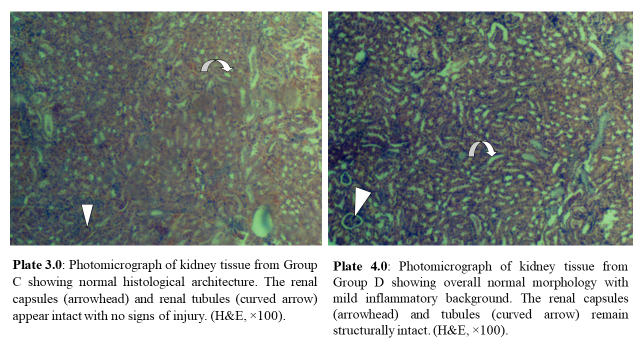 Plate 3.0: Photomicrograph of kidney tissue from Group
C showing normal histological architecture. The renal
capsules (arrowhead) and renal tubules (curved arrow)
appear intact with no signs of injury. (H&E, ×100).
Plate 4.0: Photomicrograph of kidney tissue from
Group D showing overall normal morphology with
mild inflammatory background. The renal capsules
(arrowhead) and tubules (curved arrow) remain
structurally intact. (H&E, ×100).